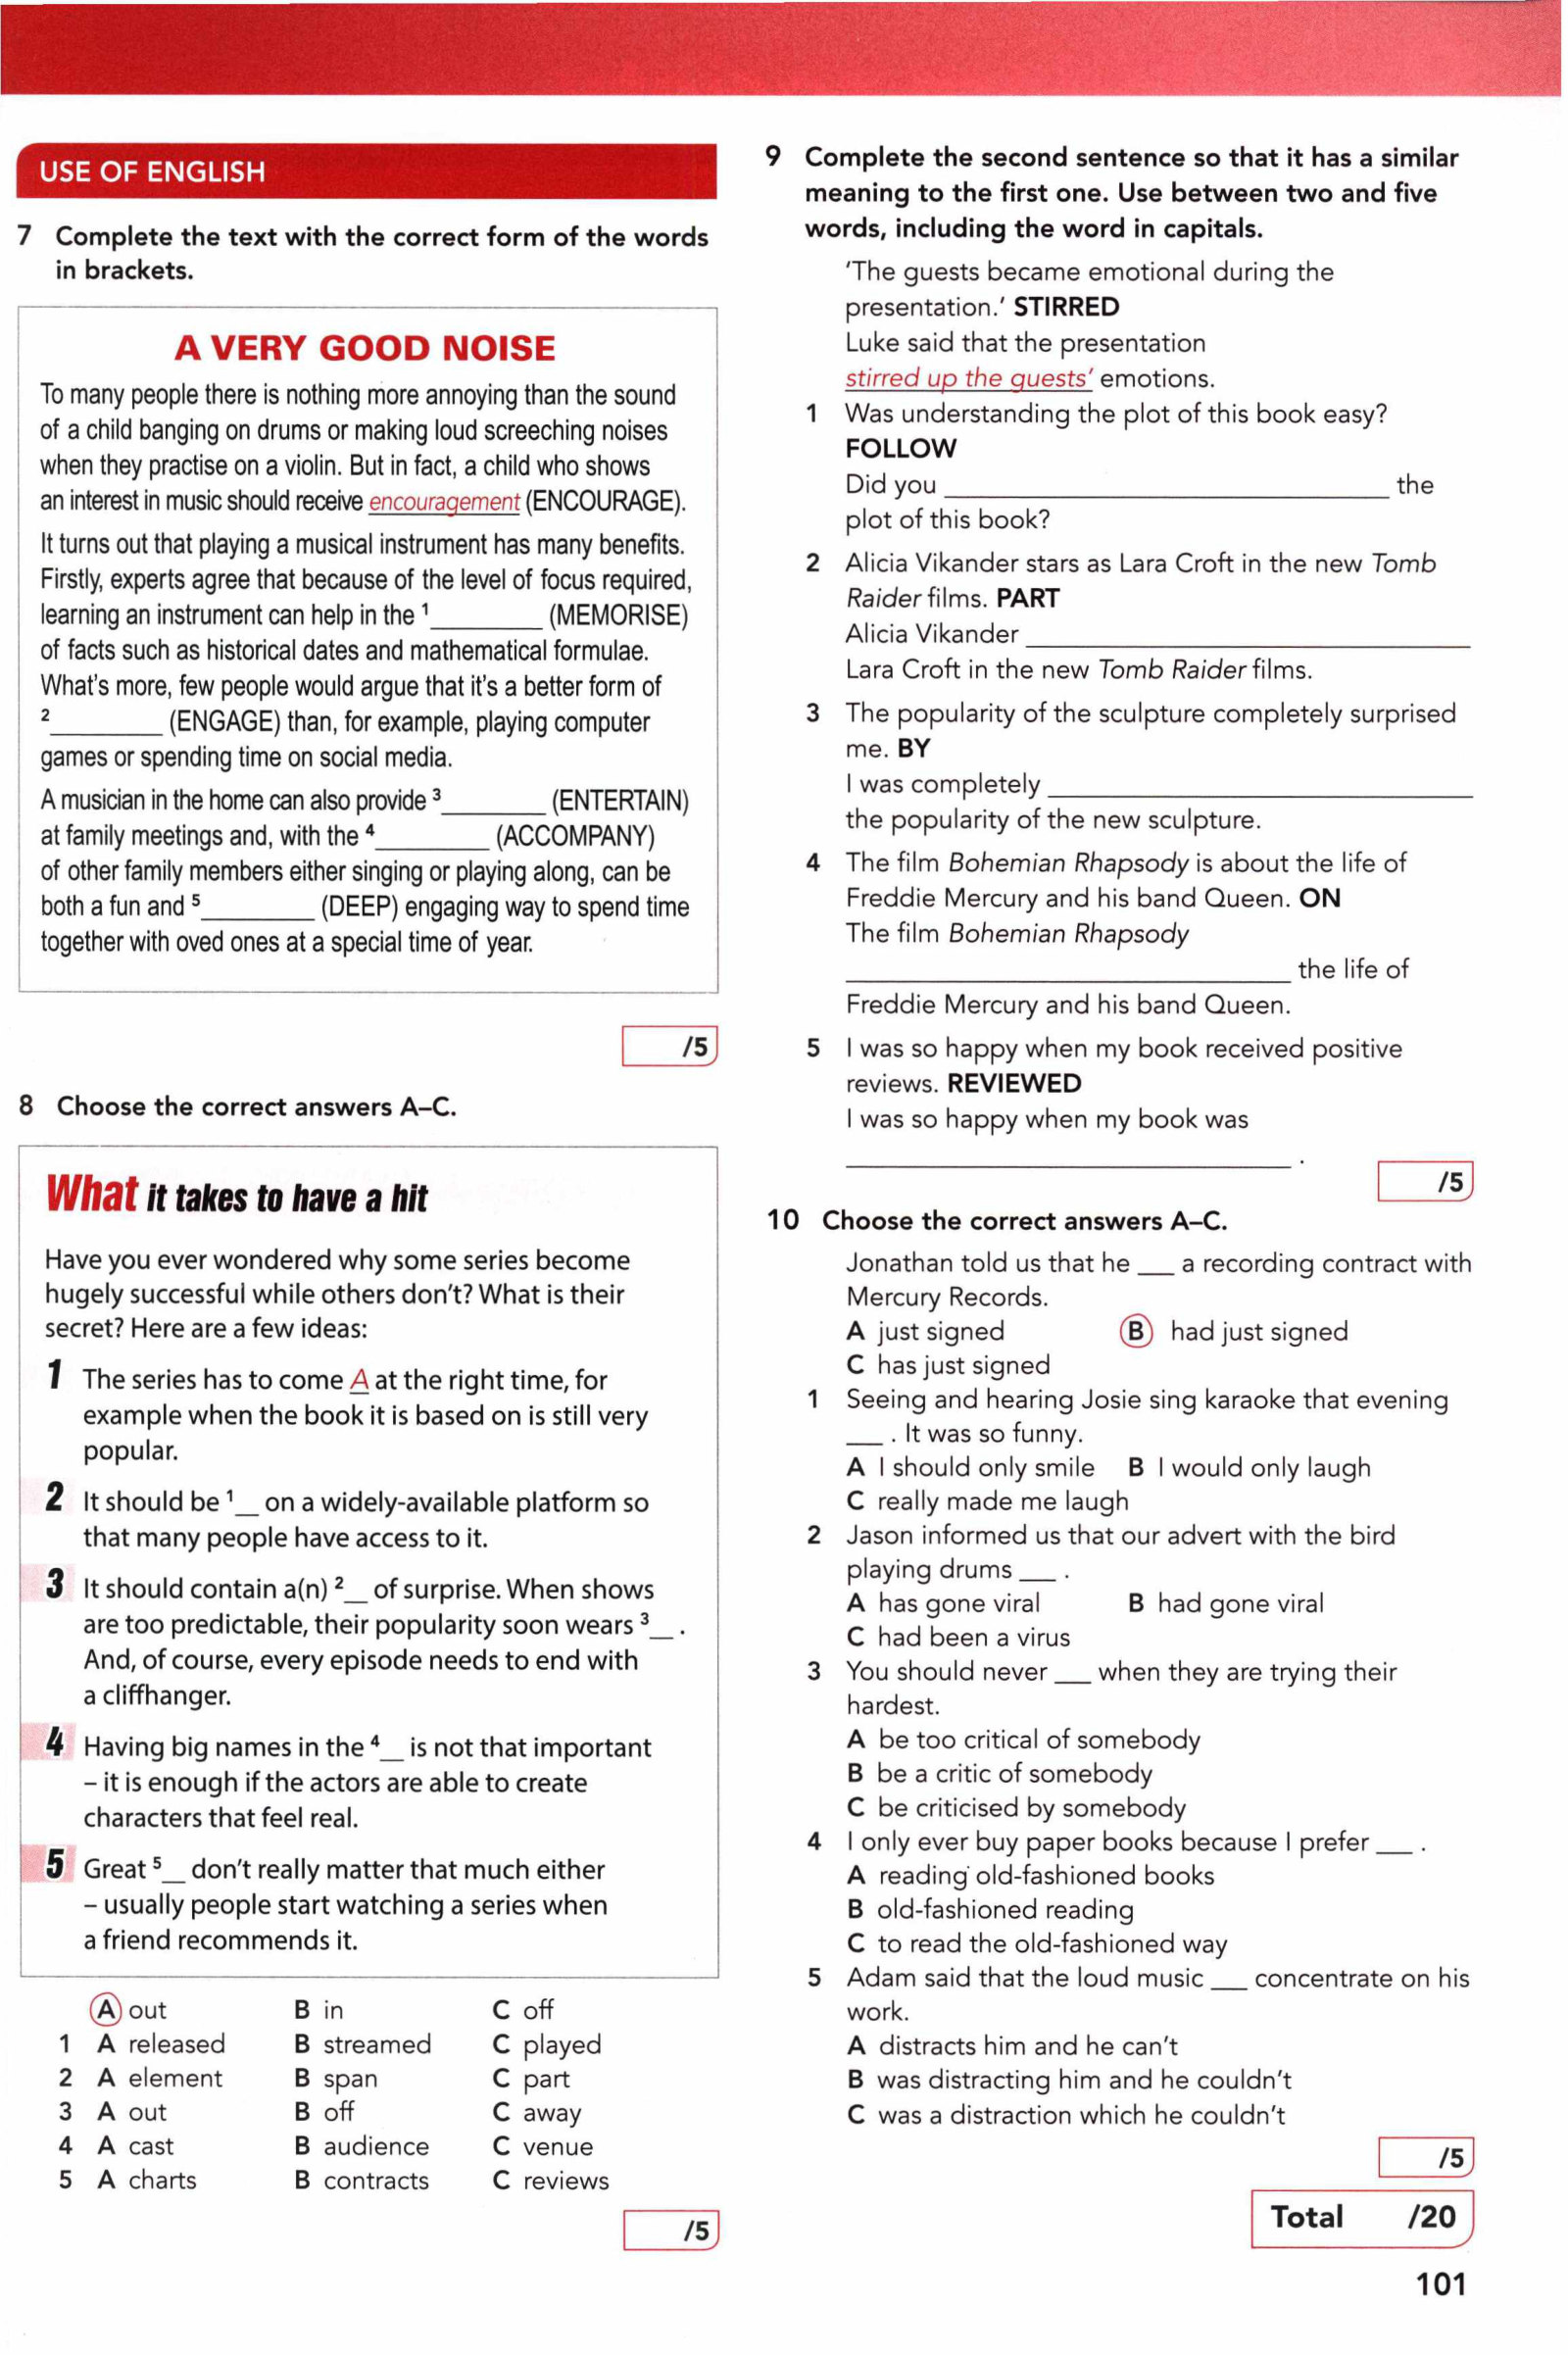 USE OF ENGLISH
7 Complete the text with the correct form of the words
in brackets.
A VERY GOOD NOISE
To many people there is nothing more annoying than the sound
of a child banging on drums or making loud screeching noises
when they practise on a violin. But in fact, a child who shows
an interest in music should receive encouragement (ENCOURAGE).
It turns out that playing a musical instrument has many benefits.
Firstly, experts agree that because of the level of focus required,
learning an instrument can help in the 1_________ (MEMORISE)
of facts such as historical dates and mathematical formulae.
What's more, few people would argue that it's a better form of
2_________ (ENGAGE) than, for example, playing computer
games or spending time on social media.
A musician in the home can also provide 3_________ (ENTERTAIN)
at family meetings and, with the 4_________ (ACCOMPANY)
of other family members either singing or playing along, can be
both a fun and 5_________ (DEEP) engaging way to spend time
together with oved ones at a special time of year.
/5
8 Choose the correct answers A–C.
What it takes to have a hit
Have you ever wondered why some series become
hugely successful while others don't? What is their
secret? Here are a few ideas:
1 The series has to come A at the right time, for
example when the book it is based on is still very
popular.
2 It should be 1__ on a widely-available platform so
that many people have access to it.
3 It should contain a(n) 2__ of surprise. When shows
are too predictable, their popularity soon wears 3__ .
And, of course, every episode needs to end with
a cliffhanger.
4 Having big names in the 4__ is not that important
– it is enough if the actors are able to create
characters that feel real.
5 Great 5__ don't really matter that much either
– usually people start watching a series when
a friend recommends it.
A out B in C off
1 A released B streamed C played
2 A element B span C part
3 A out B off C away
4 A cast B audience C venue
5 A charts B contracts C reviews
/5
9 Complete the second sentence so that it has a similar
meaning to the first one. Use between two and five
words, including the word in capitals.
'The guests became emotional during the
presentation.' STIRRED
Luke said that the presentation
stirred up the guests' emotions.
1 Was understanding the plot of this book easy?
FOLLOW
Did you ______________________________ the
plot of this book?
2 Alicia Vikander stars as Lara Croft in the new Tomb
Raider films. PART
Alicia Vikander ______________________________
Lara Croft in the new Tomb Raider films.
3 The popularity of the sculpture completely surprised
me. BY
I was completely ______________________________
the popularity of the new sculpture.
4 The film Bohemian Rhapsody is about the life of
Freddie Mercury and his band Queen. ON
The film Bohemian Rhapsody
______________________________ the life of
Freddie Mercury and his band Queen.
5 I was so happy when my book received positive
reviews. REVIEWED
I was so happy when my book was
______________________________ .
/5
10 Choose the correct answers A–C.
Jonathan told us that he ___ a recording contract with
Mercury Records.
A just signed B had just signed
C has just signed
1 Seeing and hearing Josie sing karaoke that evening
___ . It was so funny.
A I should only smile B I would only laugh
C really made me laugh
2 Jason informed us that our advert with the bird
playing drums ___ .
A has gone viral B had gone viral
C had been a virus
3 You should never ___ when they are trying their
hardest.
A be too critical of somebody
B be a critic of somebody
C be criticised by somebody
4 I only ever buy paper books because I prefer ___ .
A reading old-fashioned books
B old-fashioned reading
C to read the old-fashioned way
5 Adam said that the loud music ___ concentrate on his
work.
A distracts him and he can't
B was distracting him and he couldn't
C was a distraction which he couldn't
/5
Total /20
101